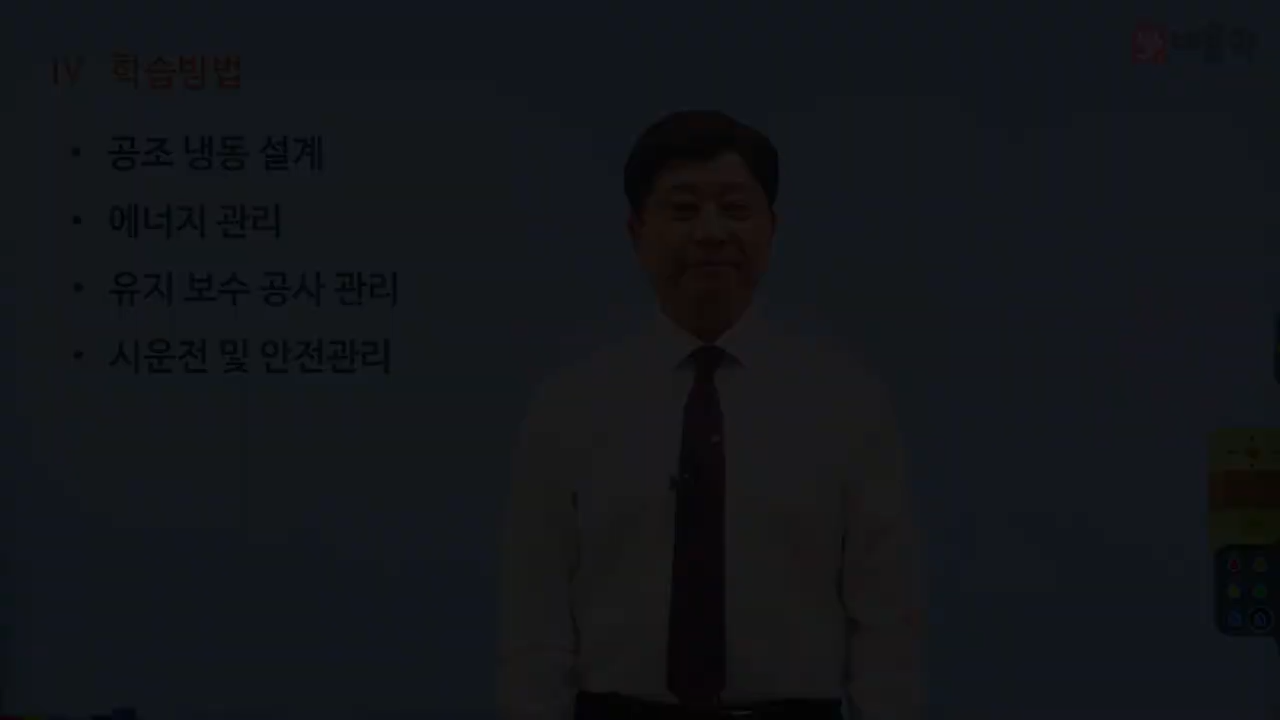 IV 학습방법
• 공조 냉동 설계
• 에너지 관리
• 유지 보수 공사 관리
• 시운전 및 안전관리